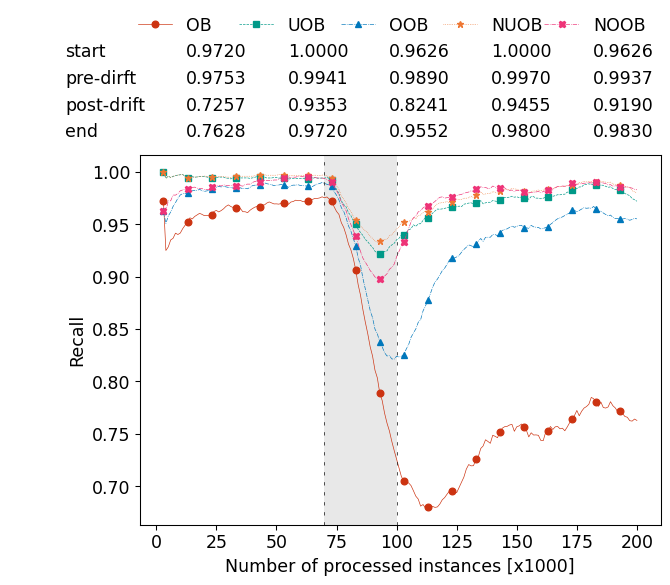 OB UOB OOB NUOB NOOB
start 0.9720 1.0000 0.9626 1.0000 0.9626
pre-dirft 0.9753 0.9941 0.9890 0.9970 0.9937
post-drift 0.7257 0.9353 0.8241 0.9455 0.9190
end 0.7628 0.9720 0.9552 0.9800 0.9830
1.00
0.95
0.90
0.85
0.80
0.75
0.70
Recall
0 25 50 75 100 125 150 175 200
Number of processed instances [x1000]